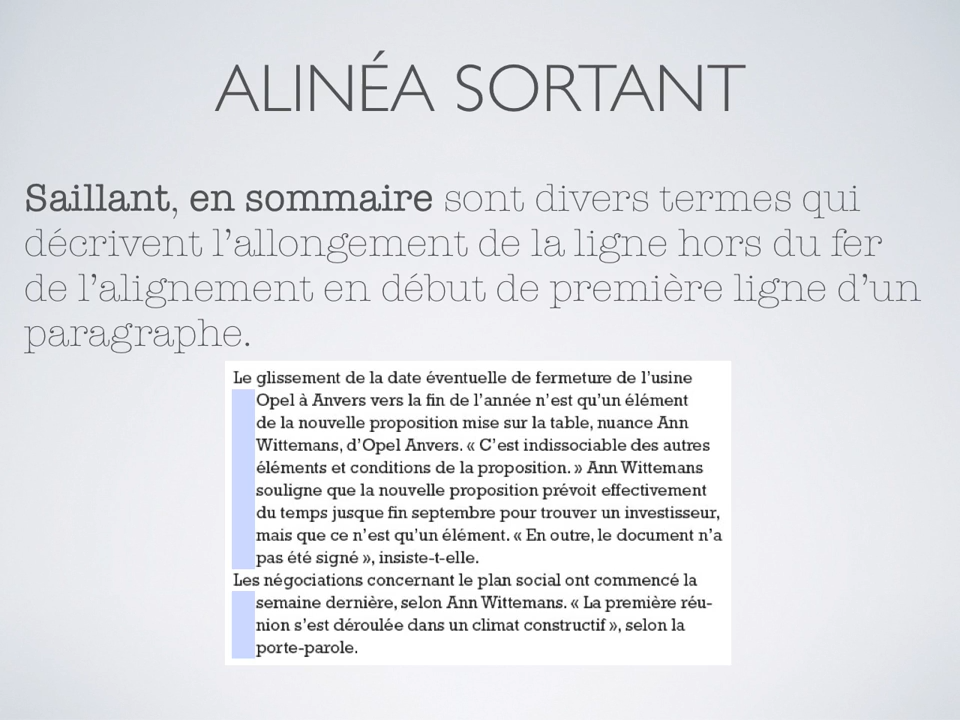 ALINÉA SORTANT
Saillant, en sommaire sont divers termes qui
décrivent l’allongement de la ligne hors du fer
de l’alignement en début de première ligne d’un
paragraphe.
Le glissement de la date éventuelle de fermeture de l’usine
Opel à Anvers vers la fin de l’année n’est qu’un élément
de la nouvelle proposition mise sur la table, nuance Ann
Wittemans, d’Opel Anvers. « C’est indissociable des autres
éléments et conditions de la proposition. » Ann Wittemans
souligne que la nouvelle proposition prévoit effectivement
du temps jusque fin septembre pour trouver un investisseur,
mais que ce n’est qu’un élément. « En outre, le document n’a
pas été signé », insiste-t-elle.
Les négociations concernant le plan social ont commencé la
semaine dernière, selon Ann Wittemans. « La première réu-
nion s’est déroulée dans un climat constructif », selon la
porte-parole.